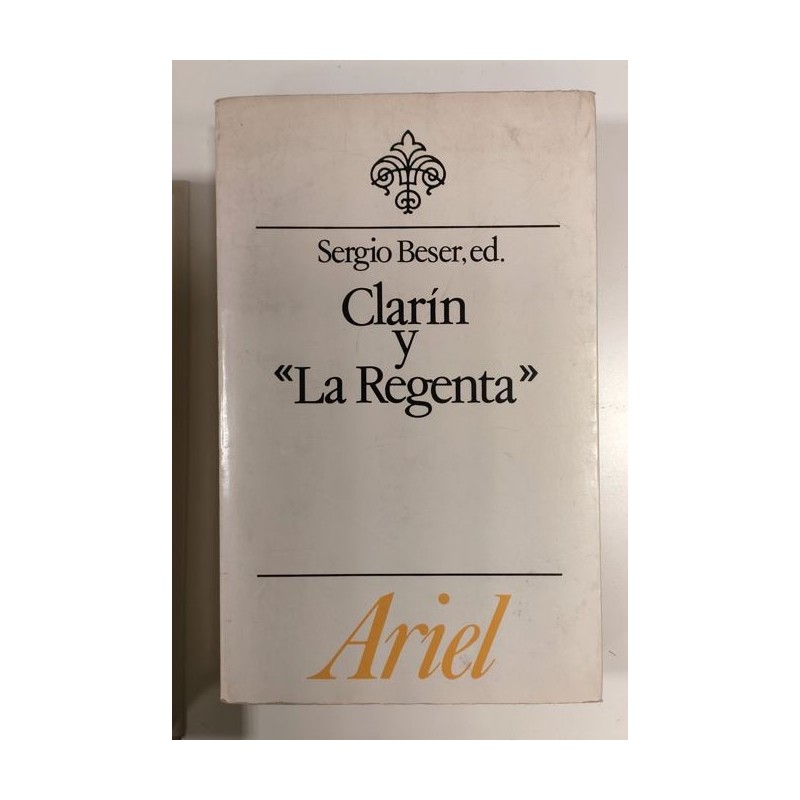 Sergio Beser, ed.
Clarín
y
«La Regenta»
Ariel